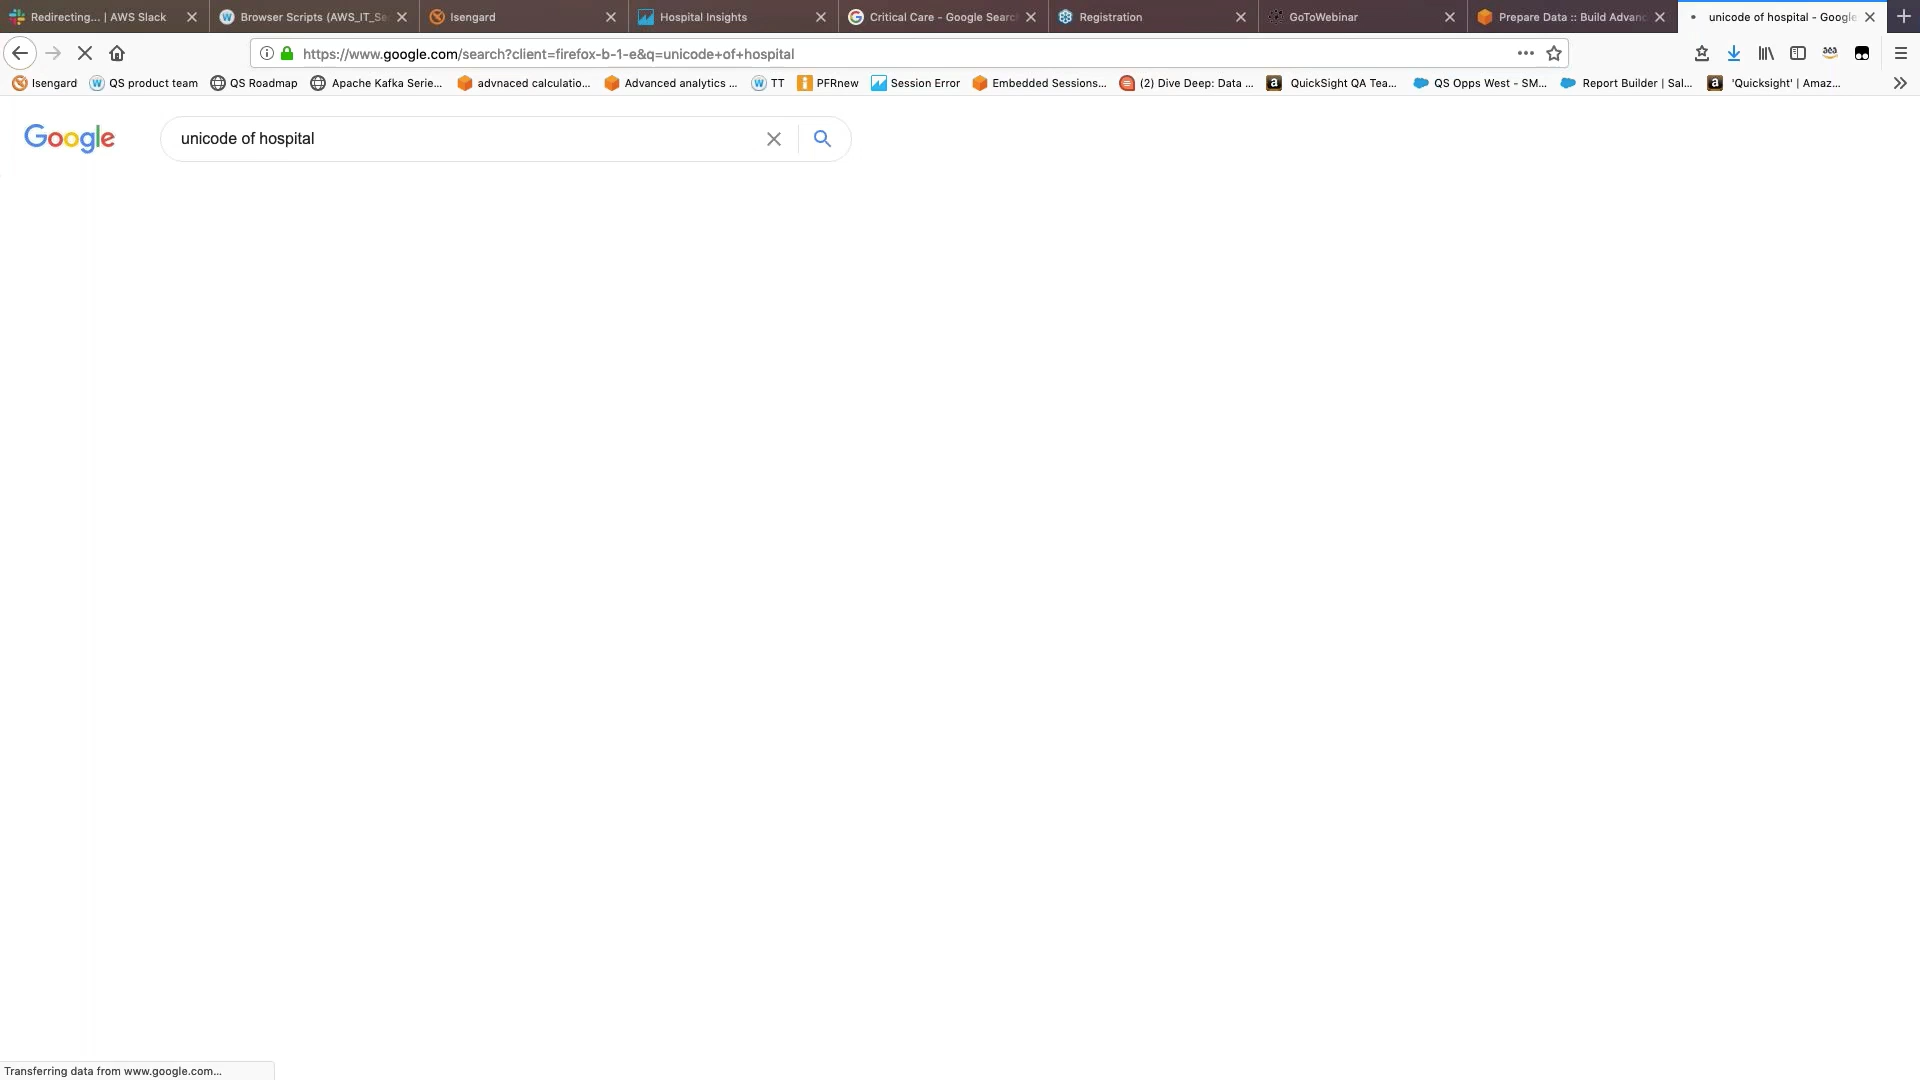 Redirecting... | AWS Slack
Browser Scripts (AWS_IT_Se
Isengard
Hospital Insights
Critical Care - Google Searc
Registration
GoToWebinar
Prepare Data :: Build Advanc
unicode of hospital - Google
https://www.google.com/search?client=firefox-b-1-e&q=unicode+of+hospital
Isengard
QS product team
QS Roadmap
Apache Kafka Serie...
advnaced calculatio...
Advanced analytics ...
TT
PFRnew
Session Error
Embedded Sessions...
(2) Dive Deep: Data ...
QuickSight QA Tea...
QS Opps West - SM...
Report Builder | Sal...
'Quicksight' | Amaz...
Google
unicode of hospital
Transferring data from www.google.com...